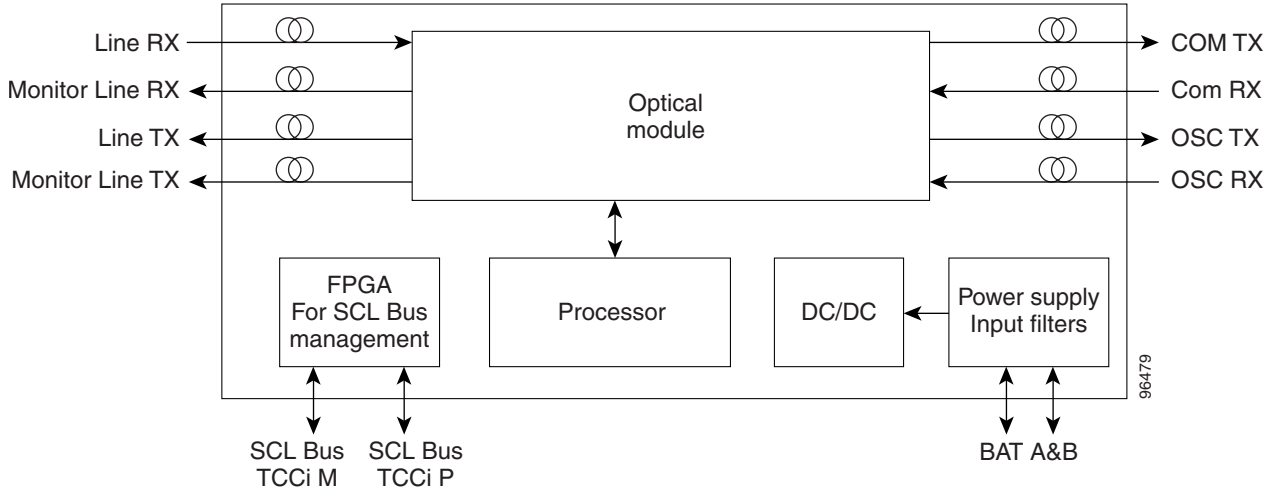 Line RX
Monitor Line RX
Line TX
Monitor Line TX
Optical
module
COM TX
Com RX
OSC TX
OSC RX
FPGA
For SCL Bus
management
Processor
DC/DC
Power supply
Input filters
96479
SCL Bus
TCCi M
SCL Bus
TCCi P
BAT A&B